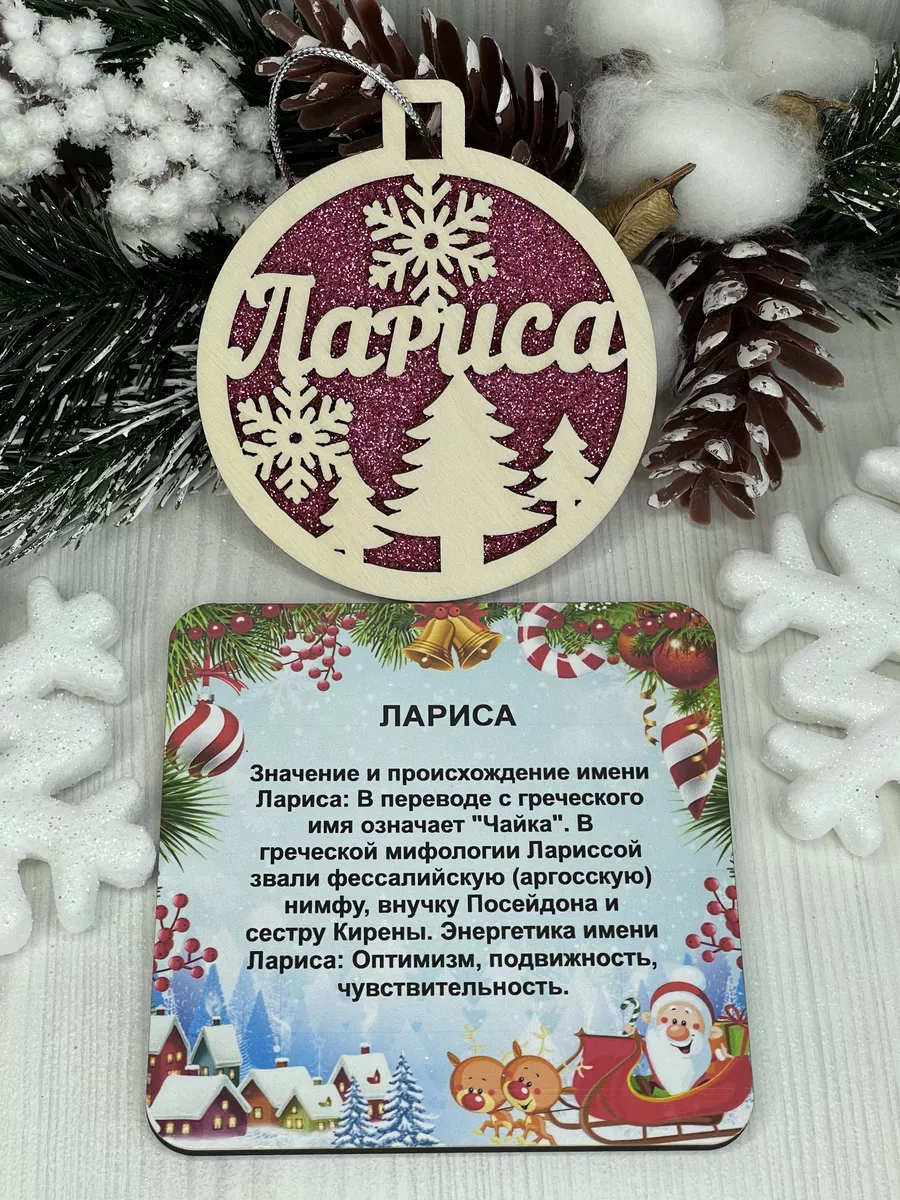 Лариса
ЛАРИСА
Значение и происхождение имени
Лариса: В переводе с греческого
имя означает "Чайка". В
греческой мифологии Лариссой
звали фессалийскую (аргосскую)
нимфу, внучку Посейдона и
сестру Кирены. Энергетика имени
Лариса: Оптимизм, подвижность,
чувствительность.